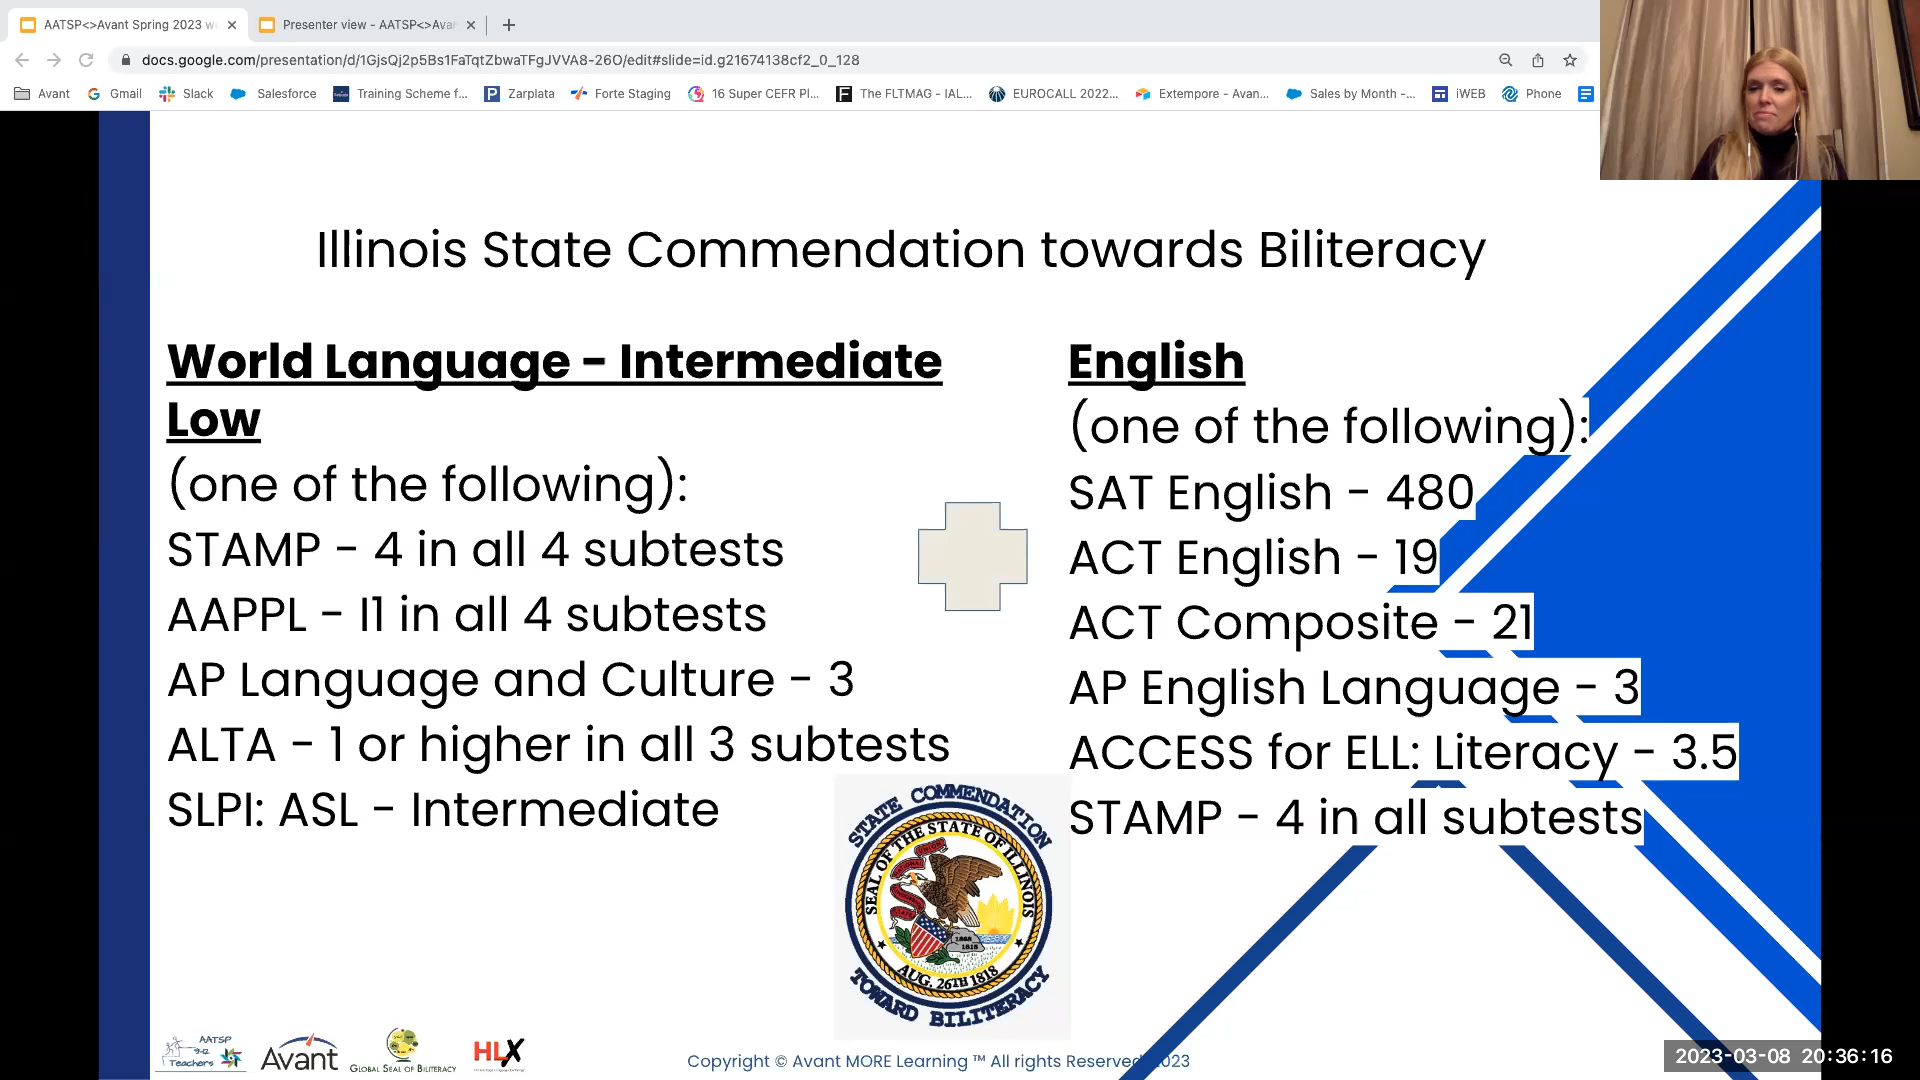 AATSP<>Avant Spring 2023 w
Presenter view - AATSP<>Ava
docs.google.com/presentation/d/1GjsQj2p5Bs1FaTqtZbwaTFgJVVA8-26O/edit#slide=id.g21674138cf2_0_128
Avant
Gmail
Slack
Salesforce
Training Scheme f...
Zarplata
Forte Staging
16 Super CEFR Pl...
The FLTMAG - IAL...
EUROCALL 2022...
Extempore - Avan...
Sales by Month -...
iWEB
Phone
Illinois State Commendation towards Biliteracy
World Language - Intermediate
Low
(one of the following):
STAMP - 4 in all 4 subtests
AAPPL - I1 in all 4 subtests
AP Language and Culture - 3
ALTA - 1 or higher in all 3 subtests
SLPI: ASL - Intermediate
English
(one of the following):
SAT English - 480
ACT English - 19
ACT Composite - 21
AP English Language - 3
ACCESS for ELL: Literacy - 3.5
STAMP - 4 in all subtests
STATE COMMENDATION
SEAL OF THE STATE OF ILLINOIS
1868
1818
AUG. 26TH 1818
TOWARD BILITERACY
AATSP
9-12
Teachers
Avant
GLOBAL SEAL OF BILITERACY
HLX
Copyright © Avant MORE Learning ™ All rights Reserved 2023
2023-03-08 20:36:16